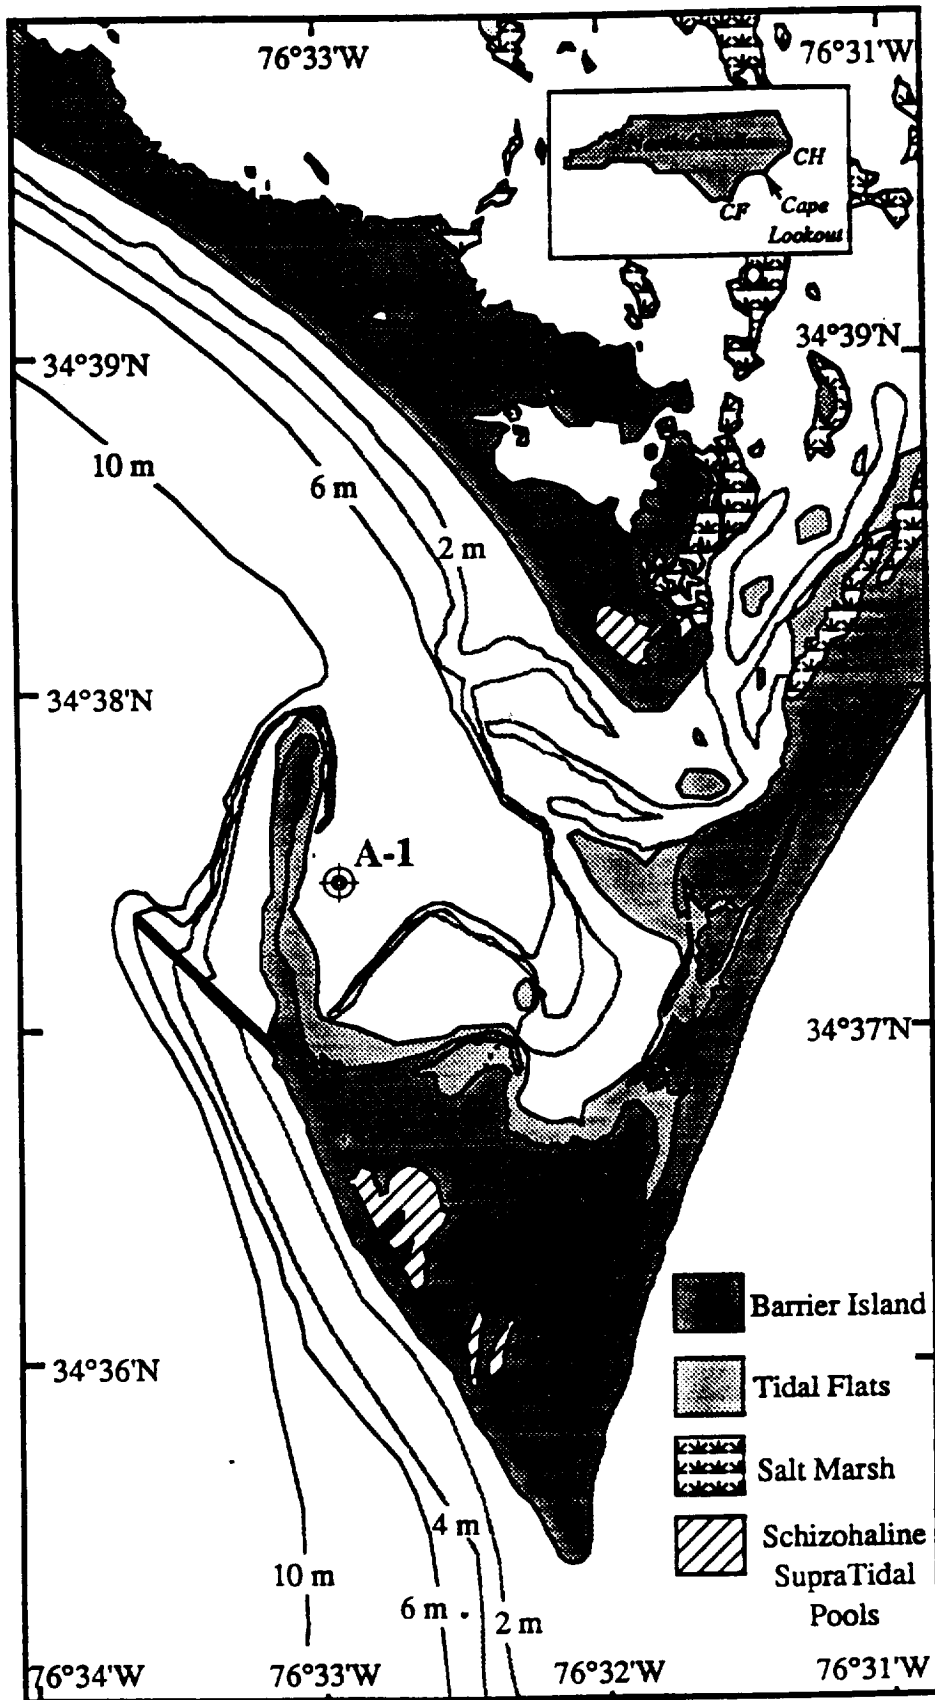 76°33'W
76°31'W
CH
CF
Cape
Lookout
34°39'N
34°39'N
10 m
6 m
2 m
34°38'N
A-1
34°37'N
Barrier Island
34°36'N
Tidal Flats
Salt Marsh
Schizohaline
SupraTidal
Pools
4 m
10 m
6 m
2 m
76°34'W
76°33'W
76°32'W
76°31'W